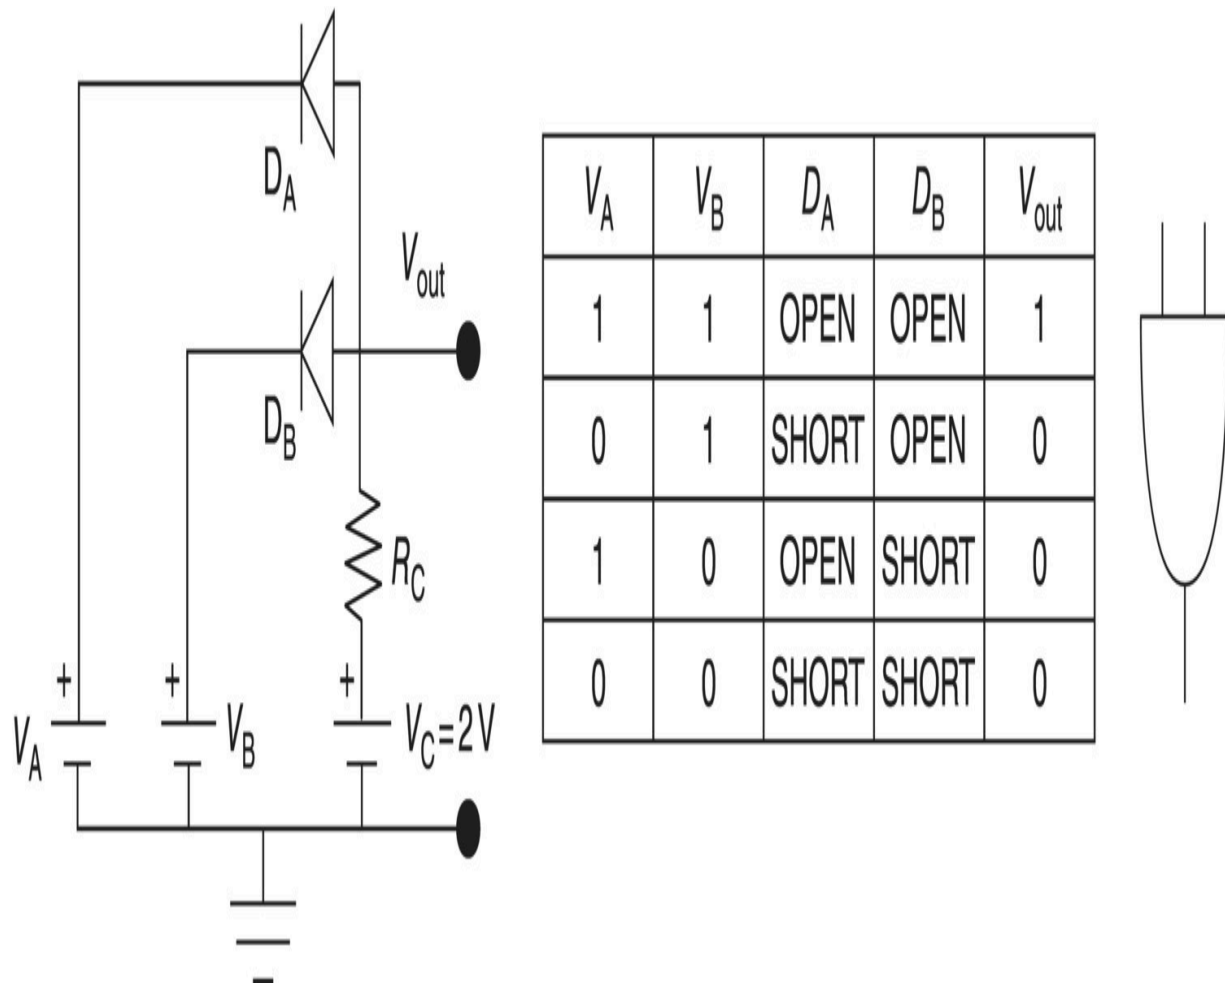 D_A
V_out
D_B
R_C
+ + +
V_A V_B V_C=2V
V_A V_B D_A D_B V_out
1 1 OPEN OPEN 1
0 1 SHORT OPEN 0
1 0 OPEN SHORT 0
0 0 SHORT SHORT 0